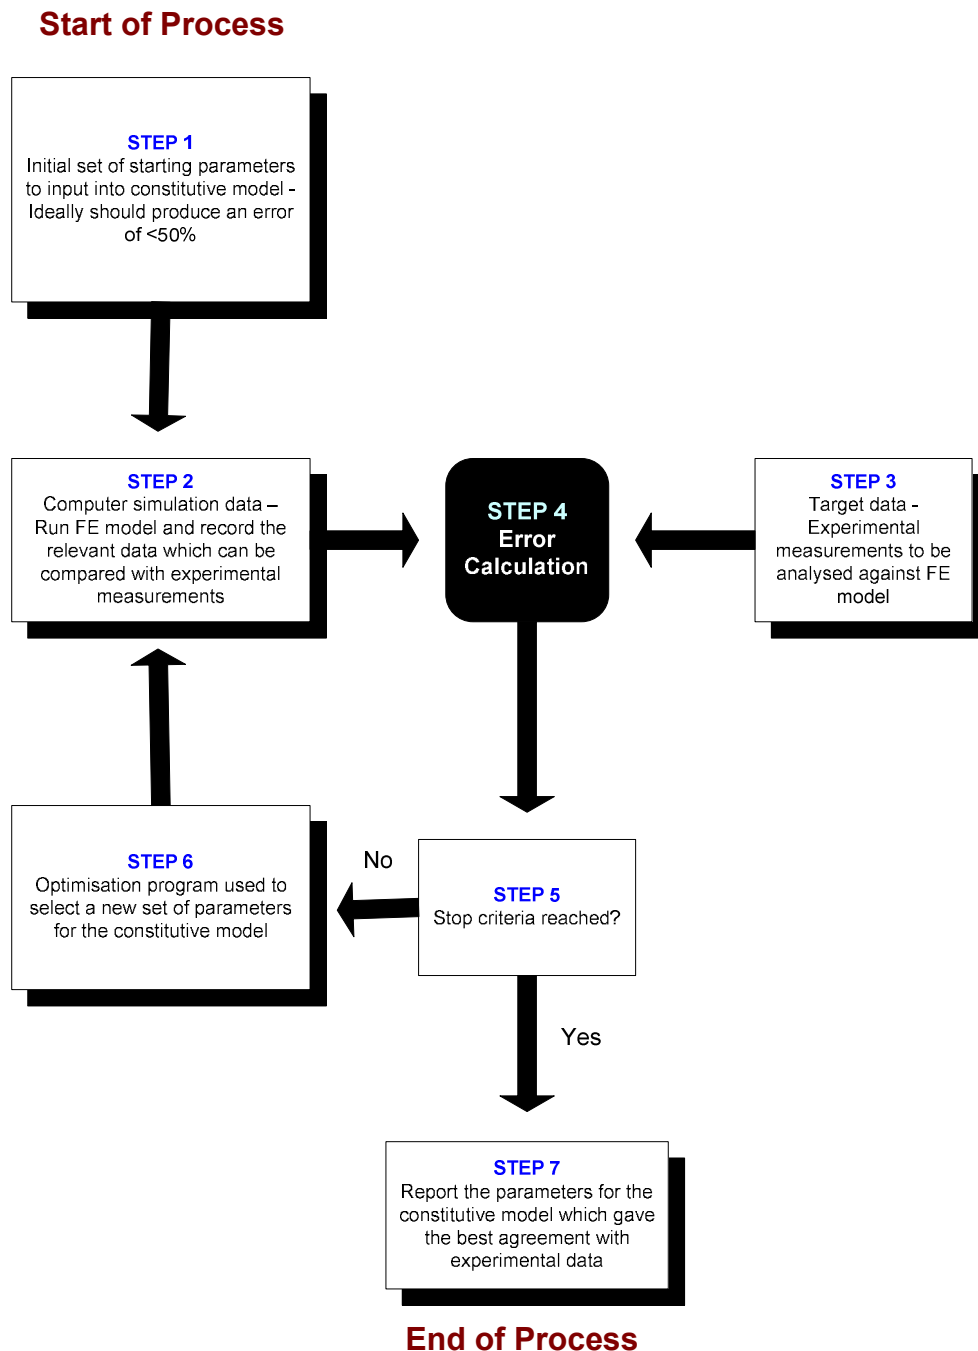 Start of Process
STEP 1
Initial set of starting parameters
to input into constitutive model -
Ideally should produce an error
of <50%
STEP 2
Computer simulation data –
Run FE model and record the
relevant data which can be
compared with experimental
measurements
STEP 4
Error
Calculation
STEP 3
Target data -
Experimental
measurements to be
analysed against FE
model
STEP 6
Optimisation program used to
select a new set of parameters
for the constitutive model
No
STEP 5
Stop criteria reached?
Yes
STEP 7
Report the parameters for the
constitutive model which gave
the best agreement with
experimental data
End of Process